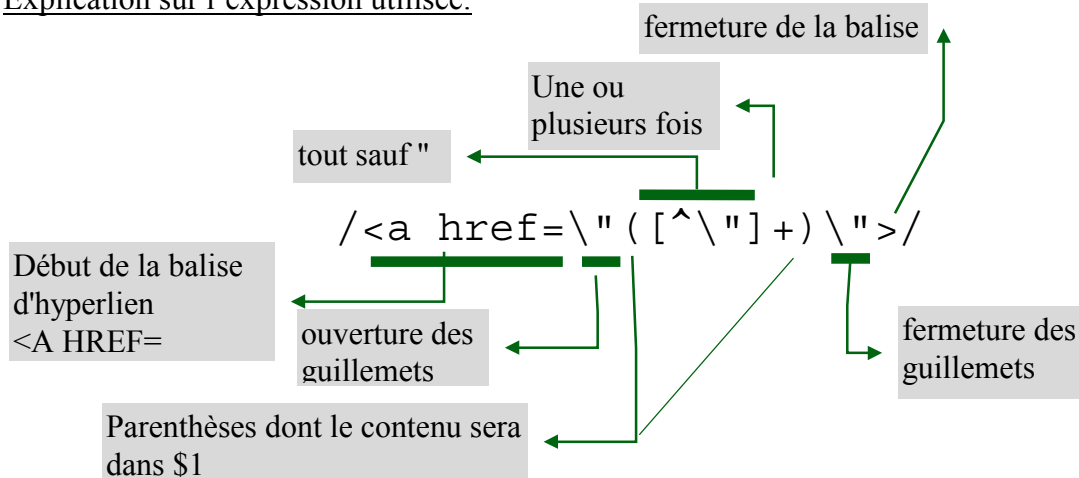 Explication sur l'expression utilisée:
fermeture de la balise
Une ou
plusieurs fois
tout sauf "
/<a href=\"([^\"]+)\">/
Début de la balise
d'hyperlien
<A HREF=
ouverture des
guillemets
fermeture des
guillemets
Parenthèses dont le contenu sera
dans $1